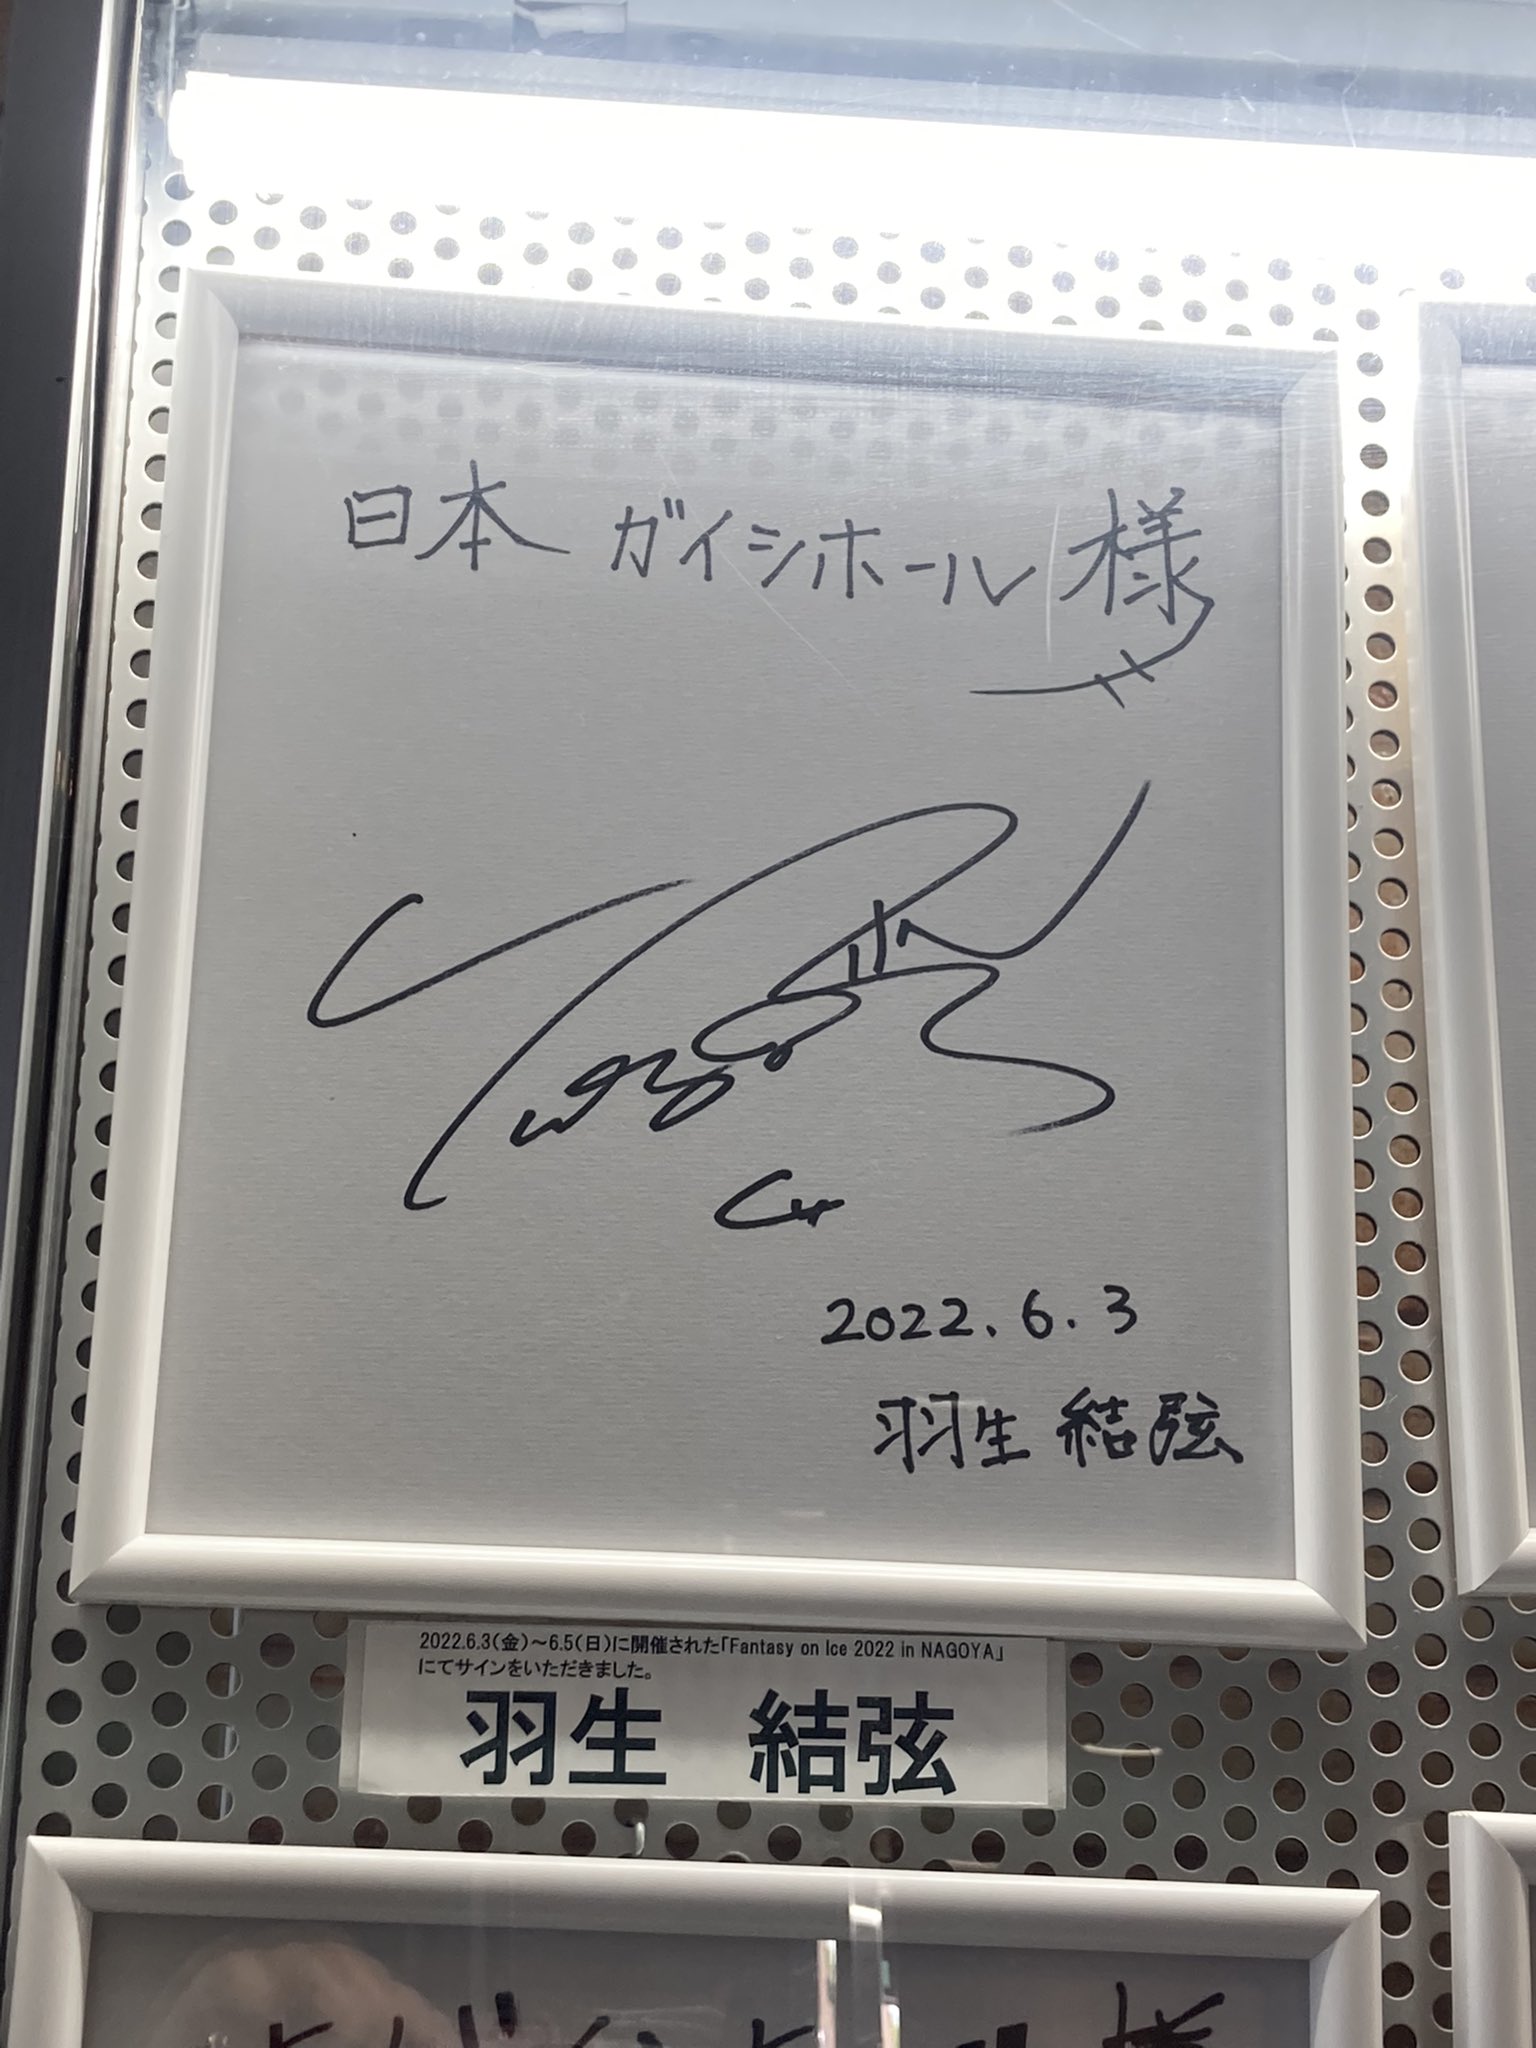 日本 ガイシホール 様
2022.6.3
羽生 結弦
2022.6.3(金)～6.5(日)に開催された「Fantasy on Ice 2022 in NAGOYA」
にてサインをいただきました。
羽生 結弦